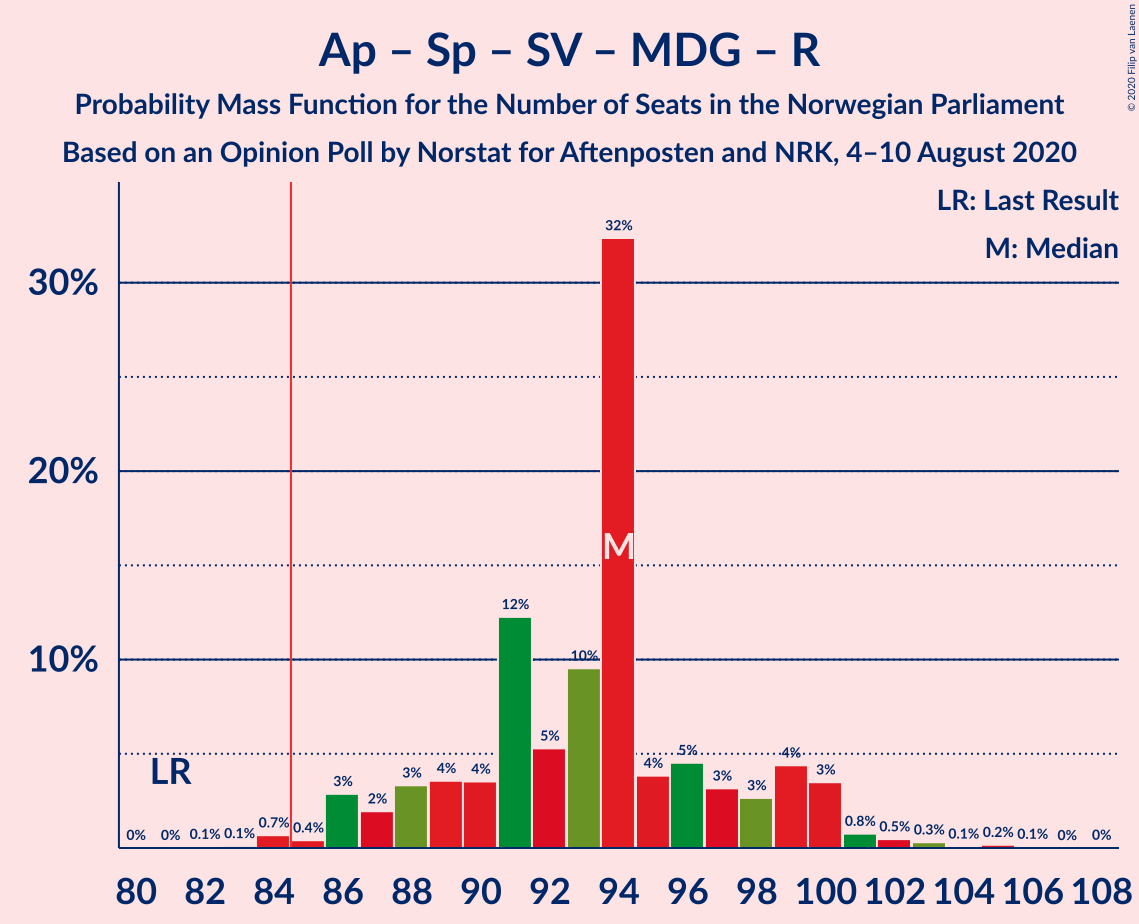 Ap – Sp – SV – MDG – R
Probability Mass Function for the Number of Seats in the Norwegian Parliament
Based on an Opinion Poll by Norstat for Aftenposten and NRK, 4–10 August 2020
© 2020 Filip van Laenen
LR: Last Result
M: Median
30%
20%
10%
LR
M
0% 0% 0.1% 0.1% 0.7% 0.4% 3% 2% 3% 4% 4% 12% 5% 10% 32% 4% 5% 3% 3% 4% 3% 0.8% 0.5% 0.3% 0.1% 0.2% 0.1% 0% 0%
80 82 84 86 88 90 92 94 96 98 100 102 104 106 108